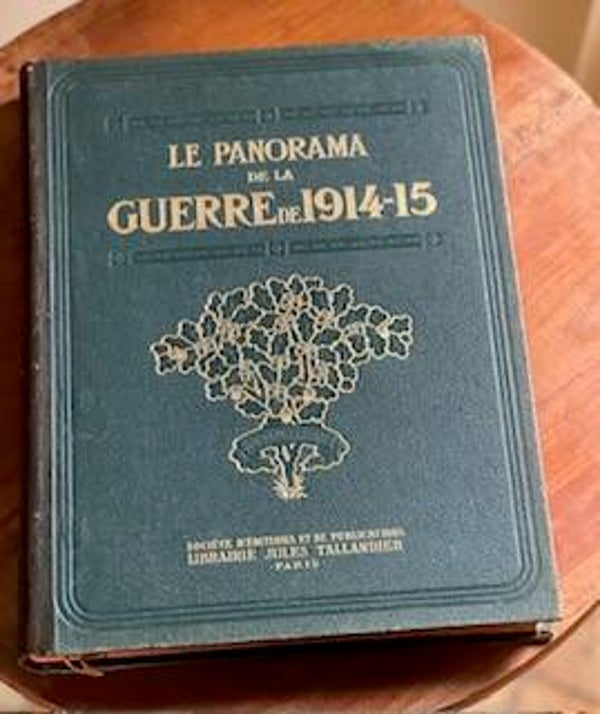 LE PANORAMA
DE LA
GUERRE DE 1914-15
SOCIÉTÉ D'ÉDITIONS ET DE PUBLICATIONS
LIBRAIRIE JULES TALLANDIER
PARIS